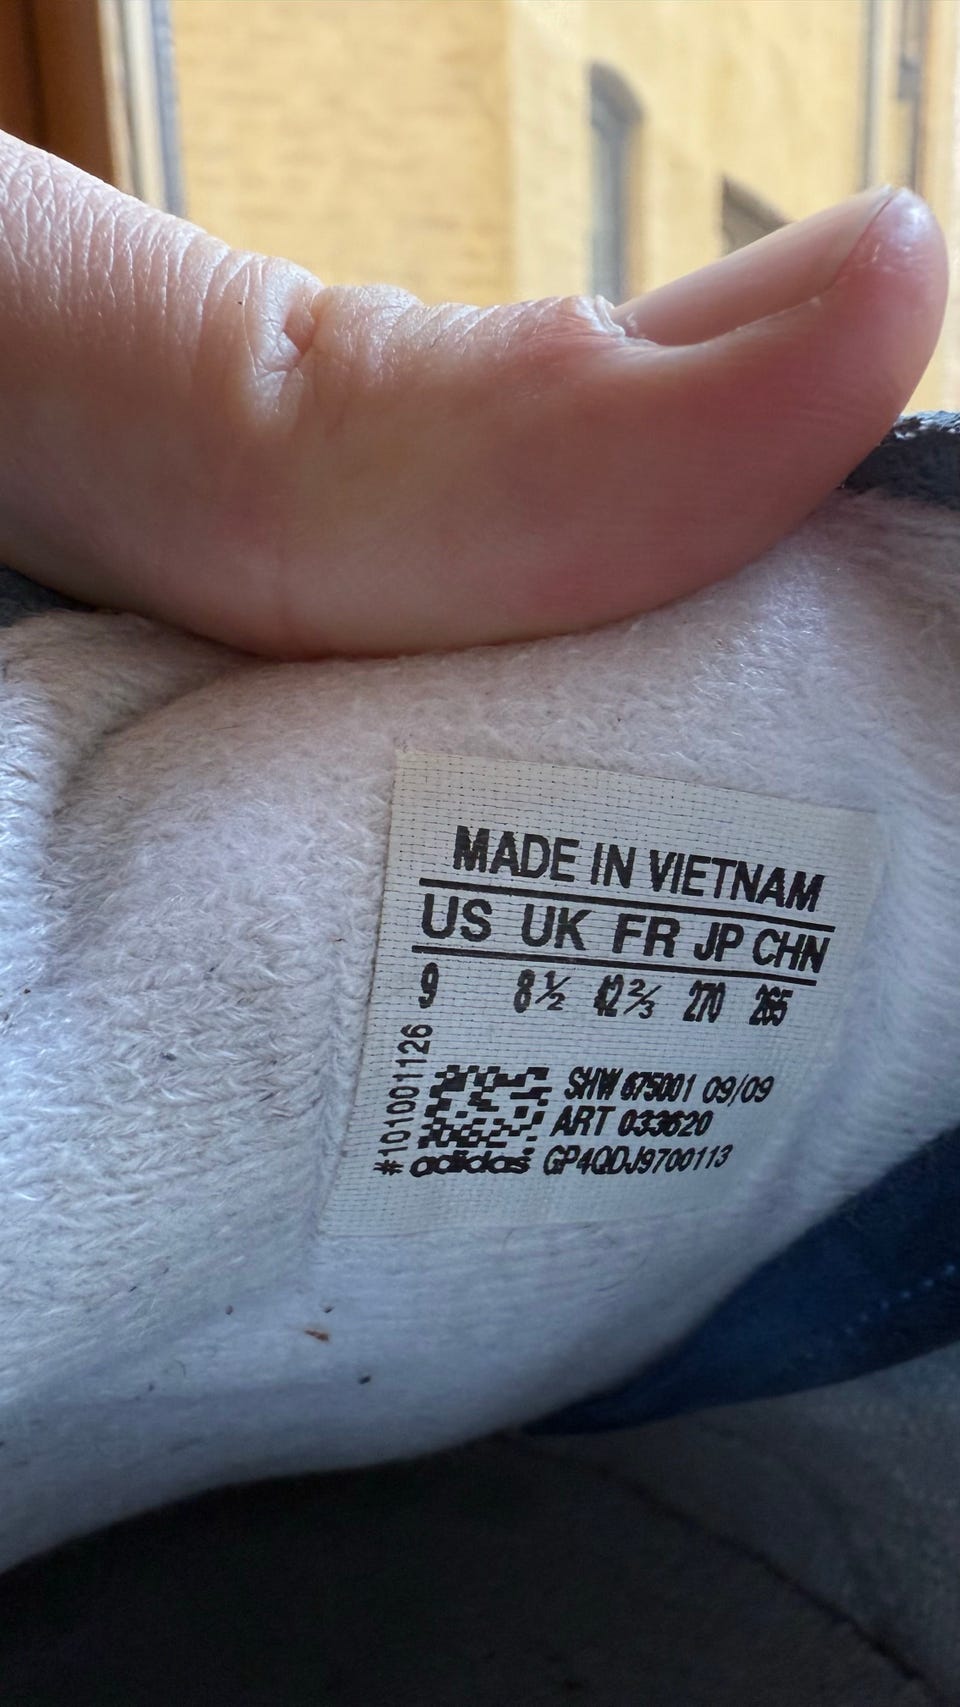 MADE IN VIETNAM
US UK FR JP CHN
9 8½ 42⅔ 270 265
#101001126
SHW 675001 09/09
ART 033620
adidas GP4QDJ9700113